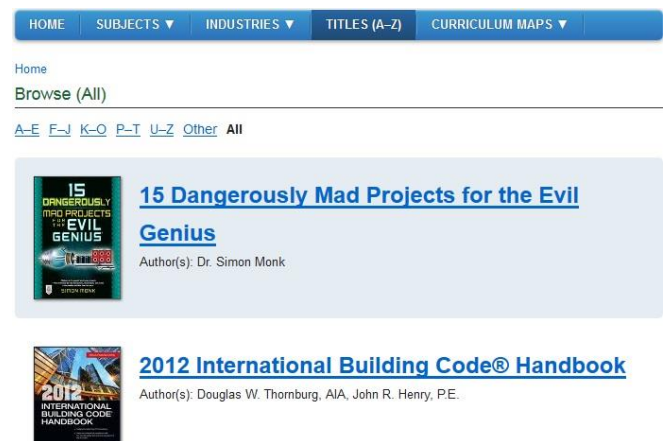 HOME SUBJECTS ▼ INDUSTRIES ▼ TITLES (A–Z) CURRICULUM MAPS ▼
Home
Browse (All)
A–E F–J K–O P–T U–Z Other All
15 Dangerously Mad Projects for the Evil
Genius
Author(s): Dr. Simon Monk
15
DANGEROUSLY
MAD PROJECTS
FOR THE EVIL
GENIUS
SIMON MONK
2012 International Building Code® Handbook
Author(s): Douglas W. Thornburg, AIA, John R. Henry, P.E.
2012
INTERNATIONAL
BUILDING CODE
HANDBOOK